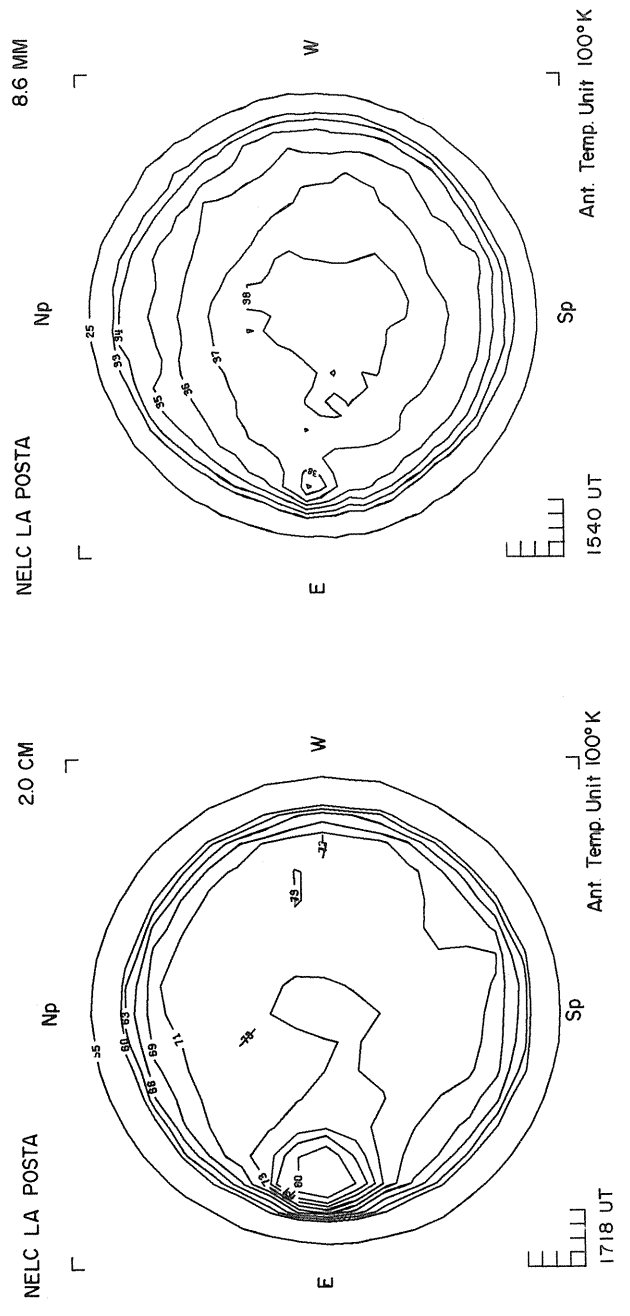 NELC LA POSTA
2.0 CM
Np
55
60
63
66
69
71
73
73
80
E
W
Sp
1718 UT
Ant. Temp. Unit 100°K
NELC LA POSTA
8.6 MM
Np
25
93
94
95
96
97
98
98
E
W
Sp
1540 UT
Ant. Temp. Unit 100°K